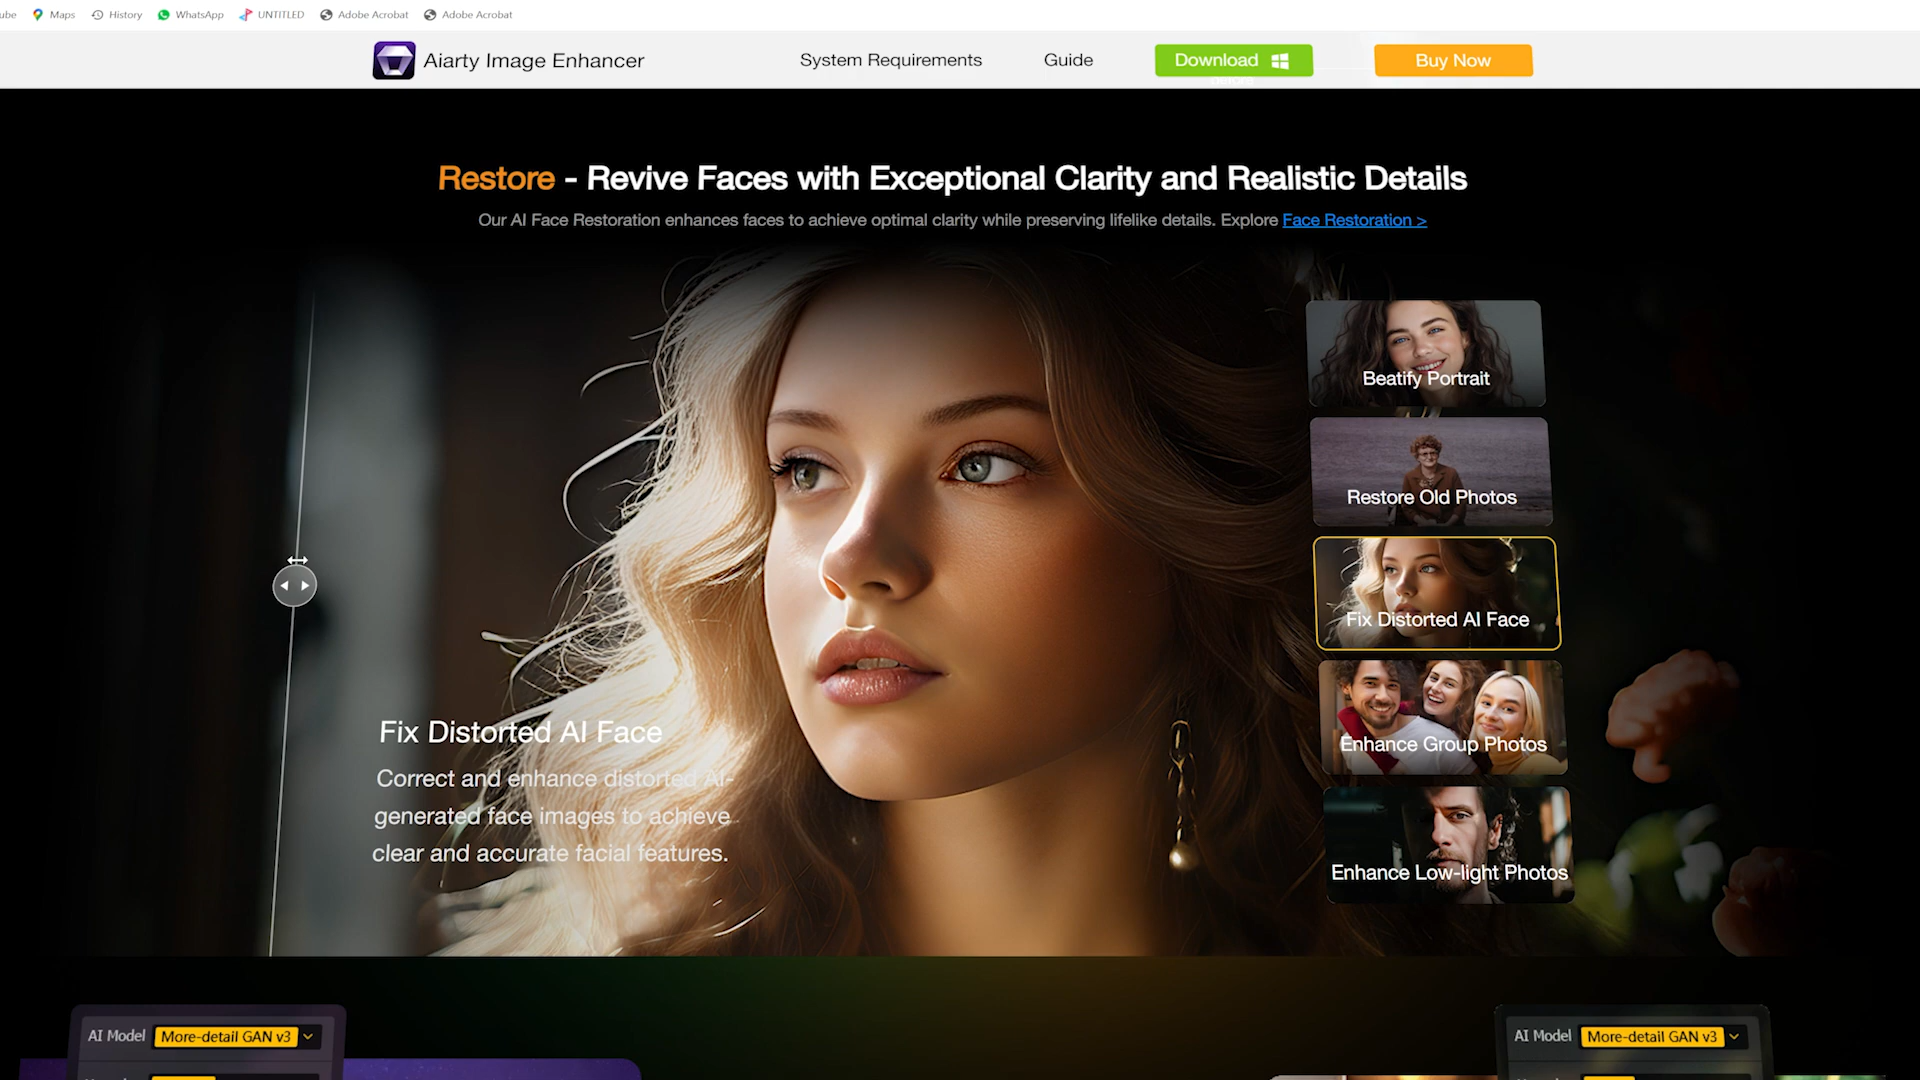 ube Maps History WhatsApp UNTITLED Adobe Acrobat Adobe Acrobat
Aiarty Image Enhancer System Requirements Guide Download Buy Now
Restore - Revive Faces with Exceptional Clarity and Realistic Details
Our AI Face Restoration enhances faces to achieve optimal clarity while preserving lifelike details. Explore Face Restoration >
Beatify Portrait
Restore Old Photos
Fix Distorted AI Face
Enhance Group Photos
Enhance Low-light Photos
Fix Distorted AI Face
Correct and enhance distorted AI-
generated face images to achieve
clear and accurate facial features.
AI Model More-detail GAN v3
AI Model More-detail GAN v3